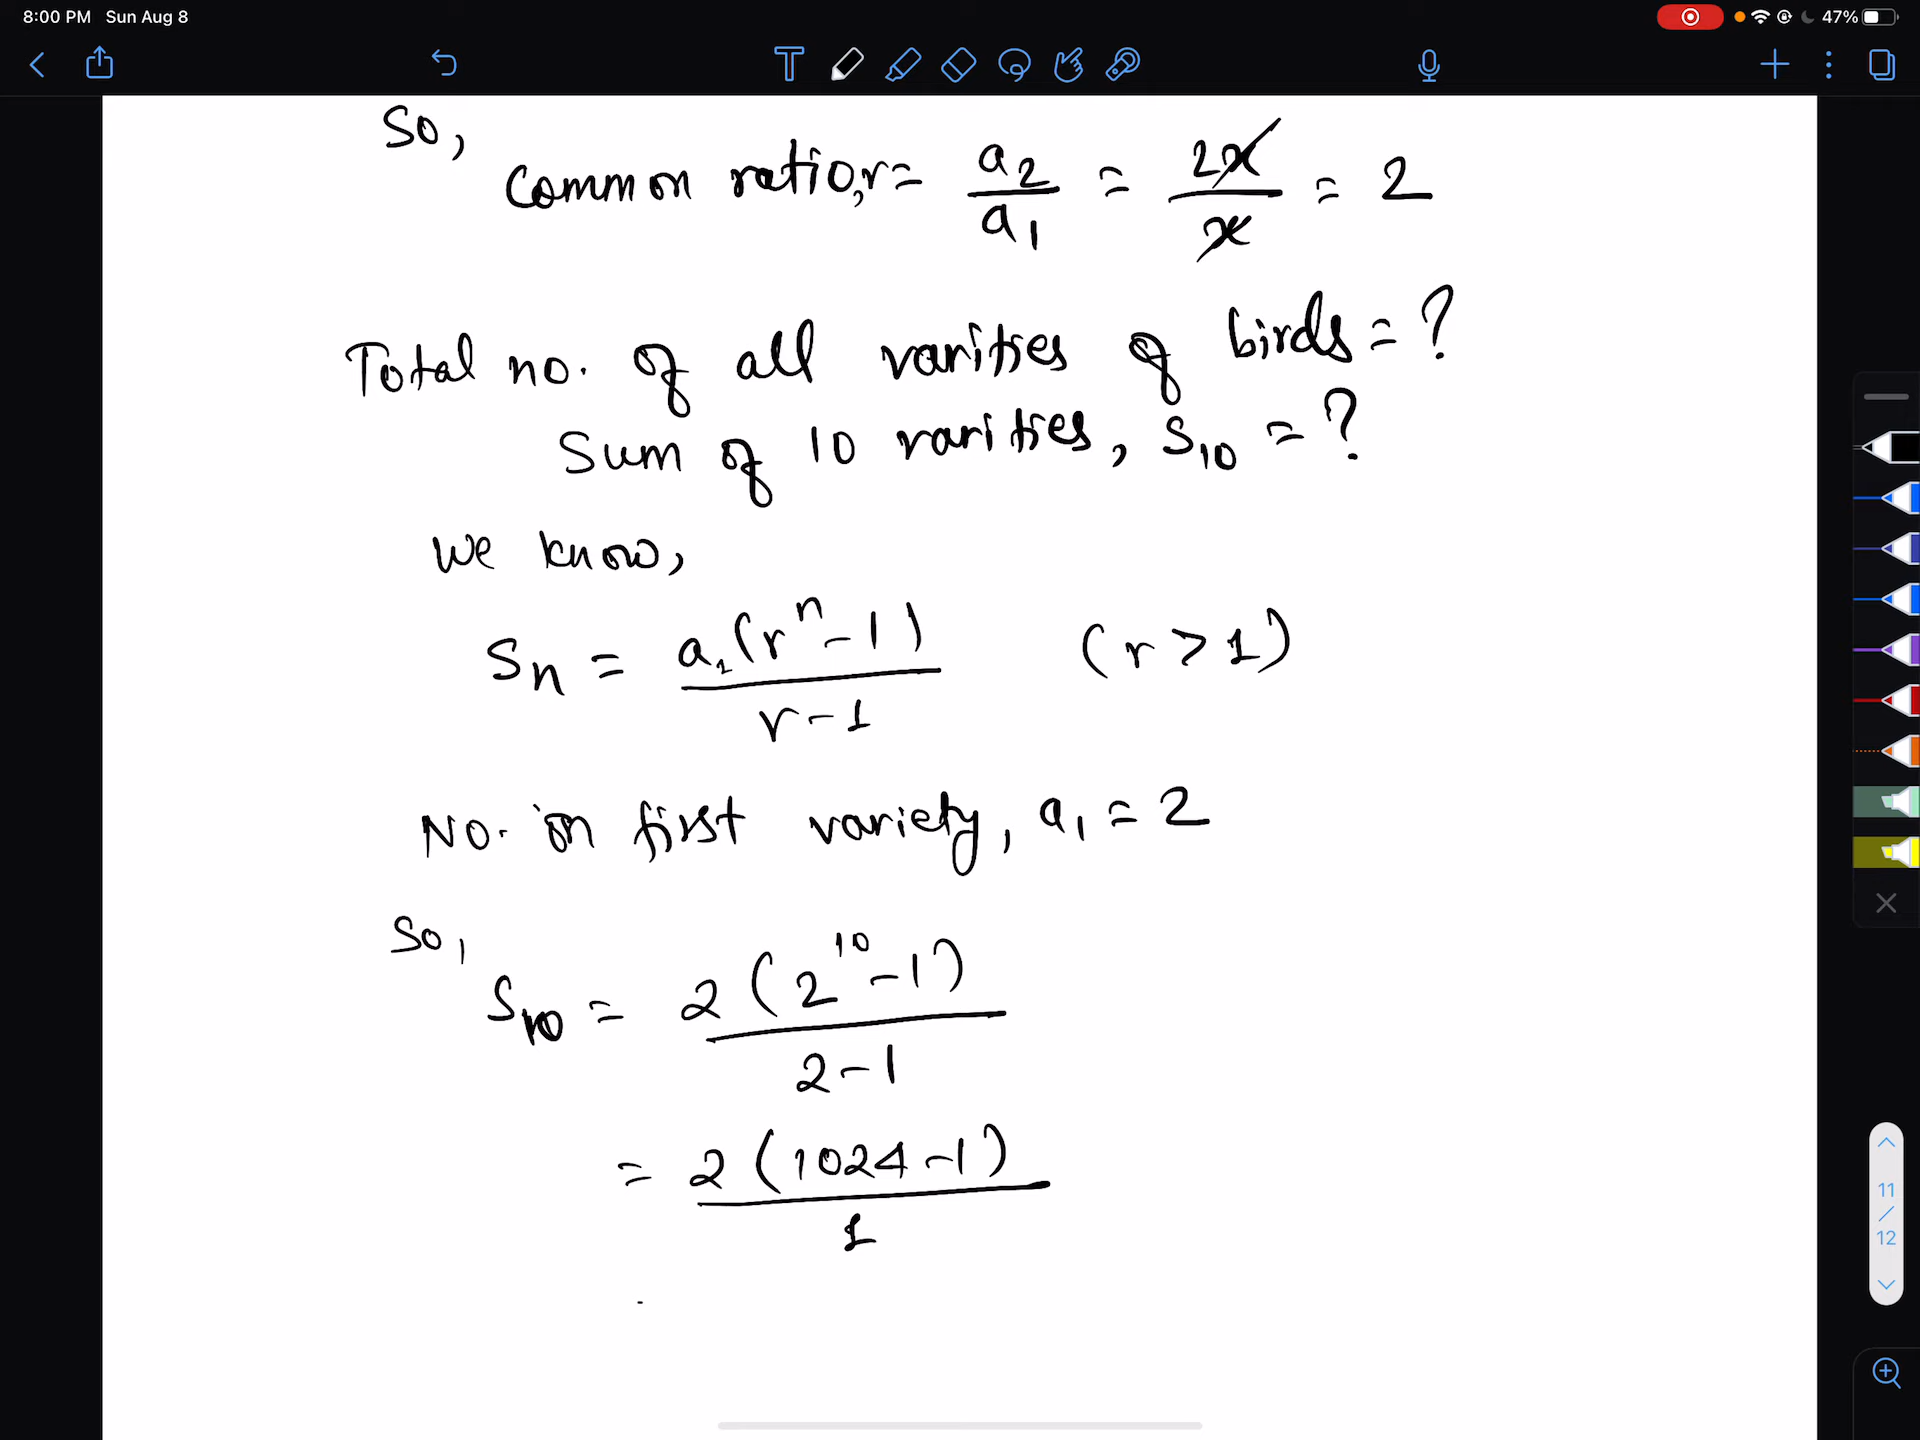 8:00 PM Sun Aug 8
47%
T
So,
Common ratio, r = a₂/a₁ = 2x/x = 2
Total no. of all varities of birds = ?
Sum of 10 varities, S₁₀ = ?
We know,
Sn = a₁(rⁿ-1)/r-1 (r > 1)
No. in first variety, a₁ = 2
So,
S₁₀ = 2(2¹⁰-1)/2-1
= 2(1024-1)/1
11
/
12